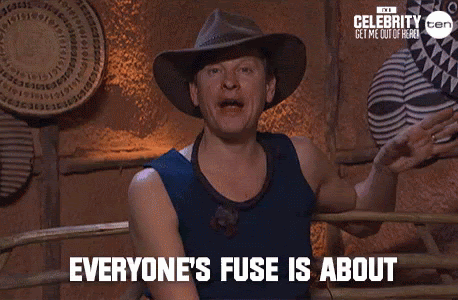 I'M A
CELEBRITY
GET ME OUT OF HERE!
ten
EVERYONE'S FUSE IS ABOUT